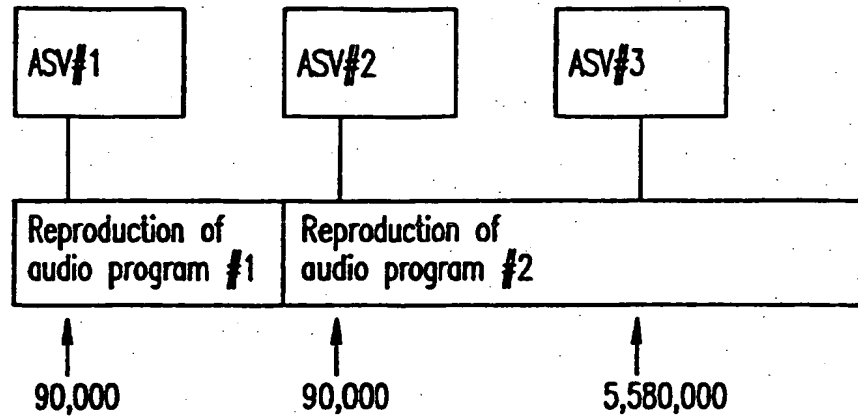 ASV#1
ASV#2
ASV#3
Reproduction of
audio program #1
Reproduction of
audio program #2
90,000
90,000
5,580,000